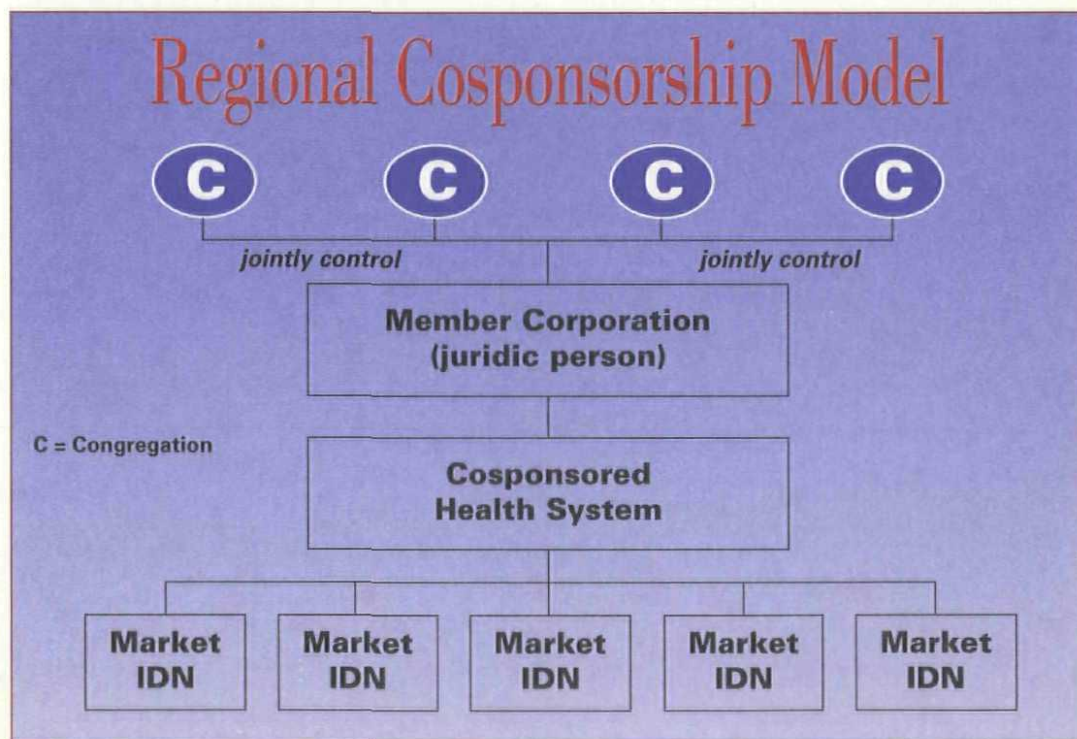 Regional Cosponsorship Model
C C C C
jointly control jointly control
Member Corporation
(juridic person)
C = Congregation
Cosponsored
Health System
Market Market Market Market Market
IDN IDN IDN IDN IDN